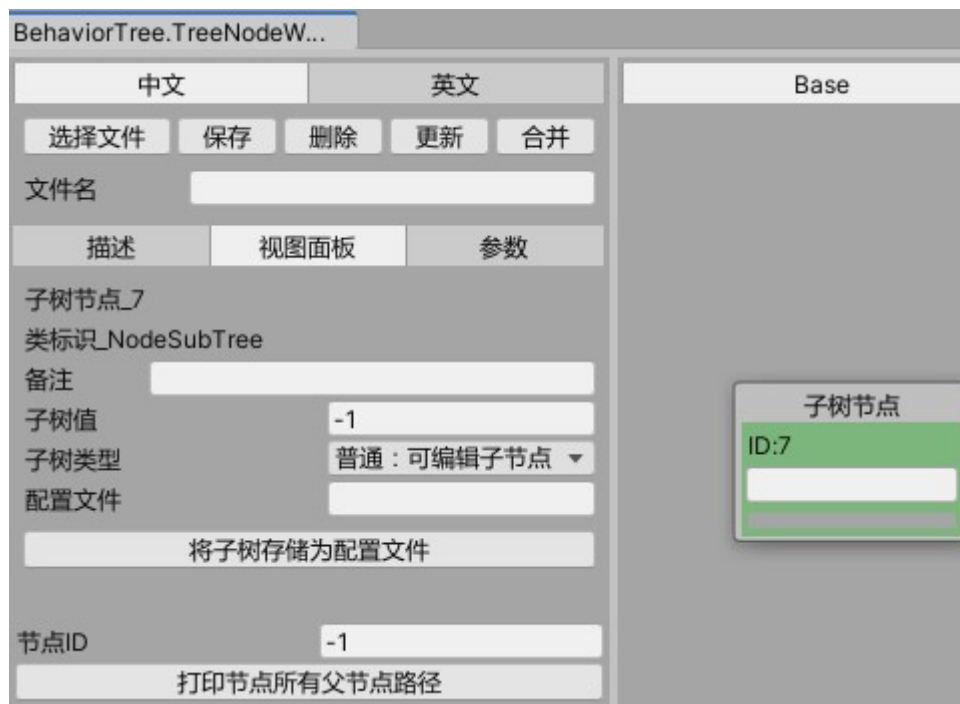 BehaviorTree.TreeNodeW...
中文 英文
选择文件 保存 删除 更新 合并
文件名
描述 视图面板 参数
子树节点_7
类标识_NodeSubTree
备注
子树值 -1
子树类型 普通：可编辑子节点
配置文件
将子树存储为配置文件
节点ID -1
打印节点所有父节点路径
Base
子树节点
ID:7